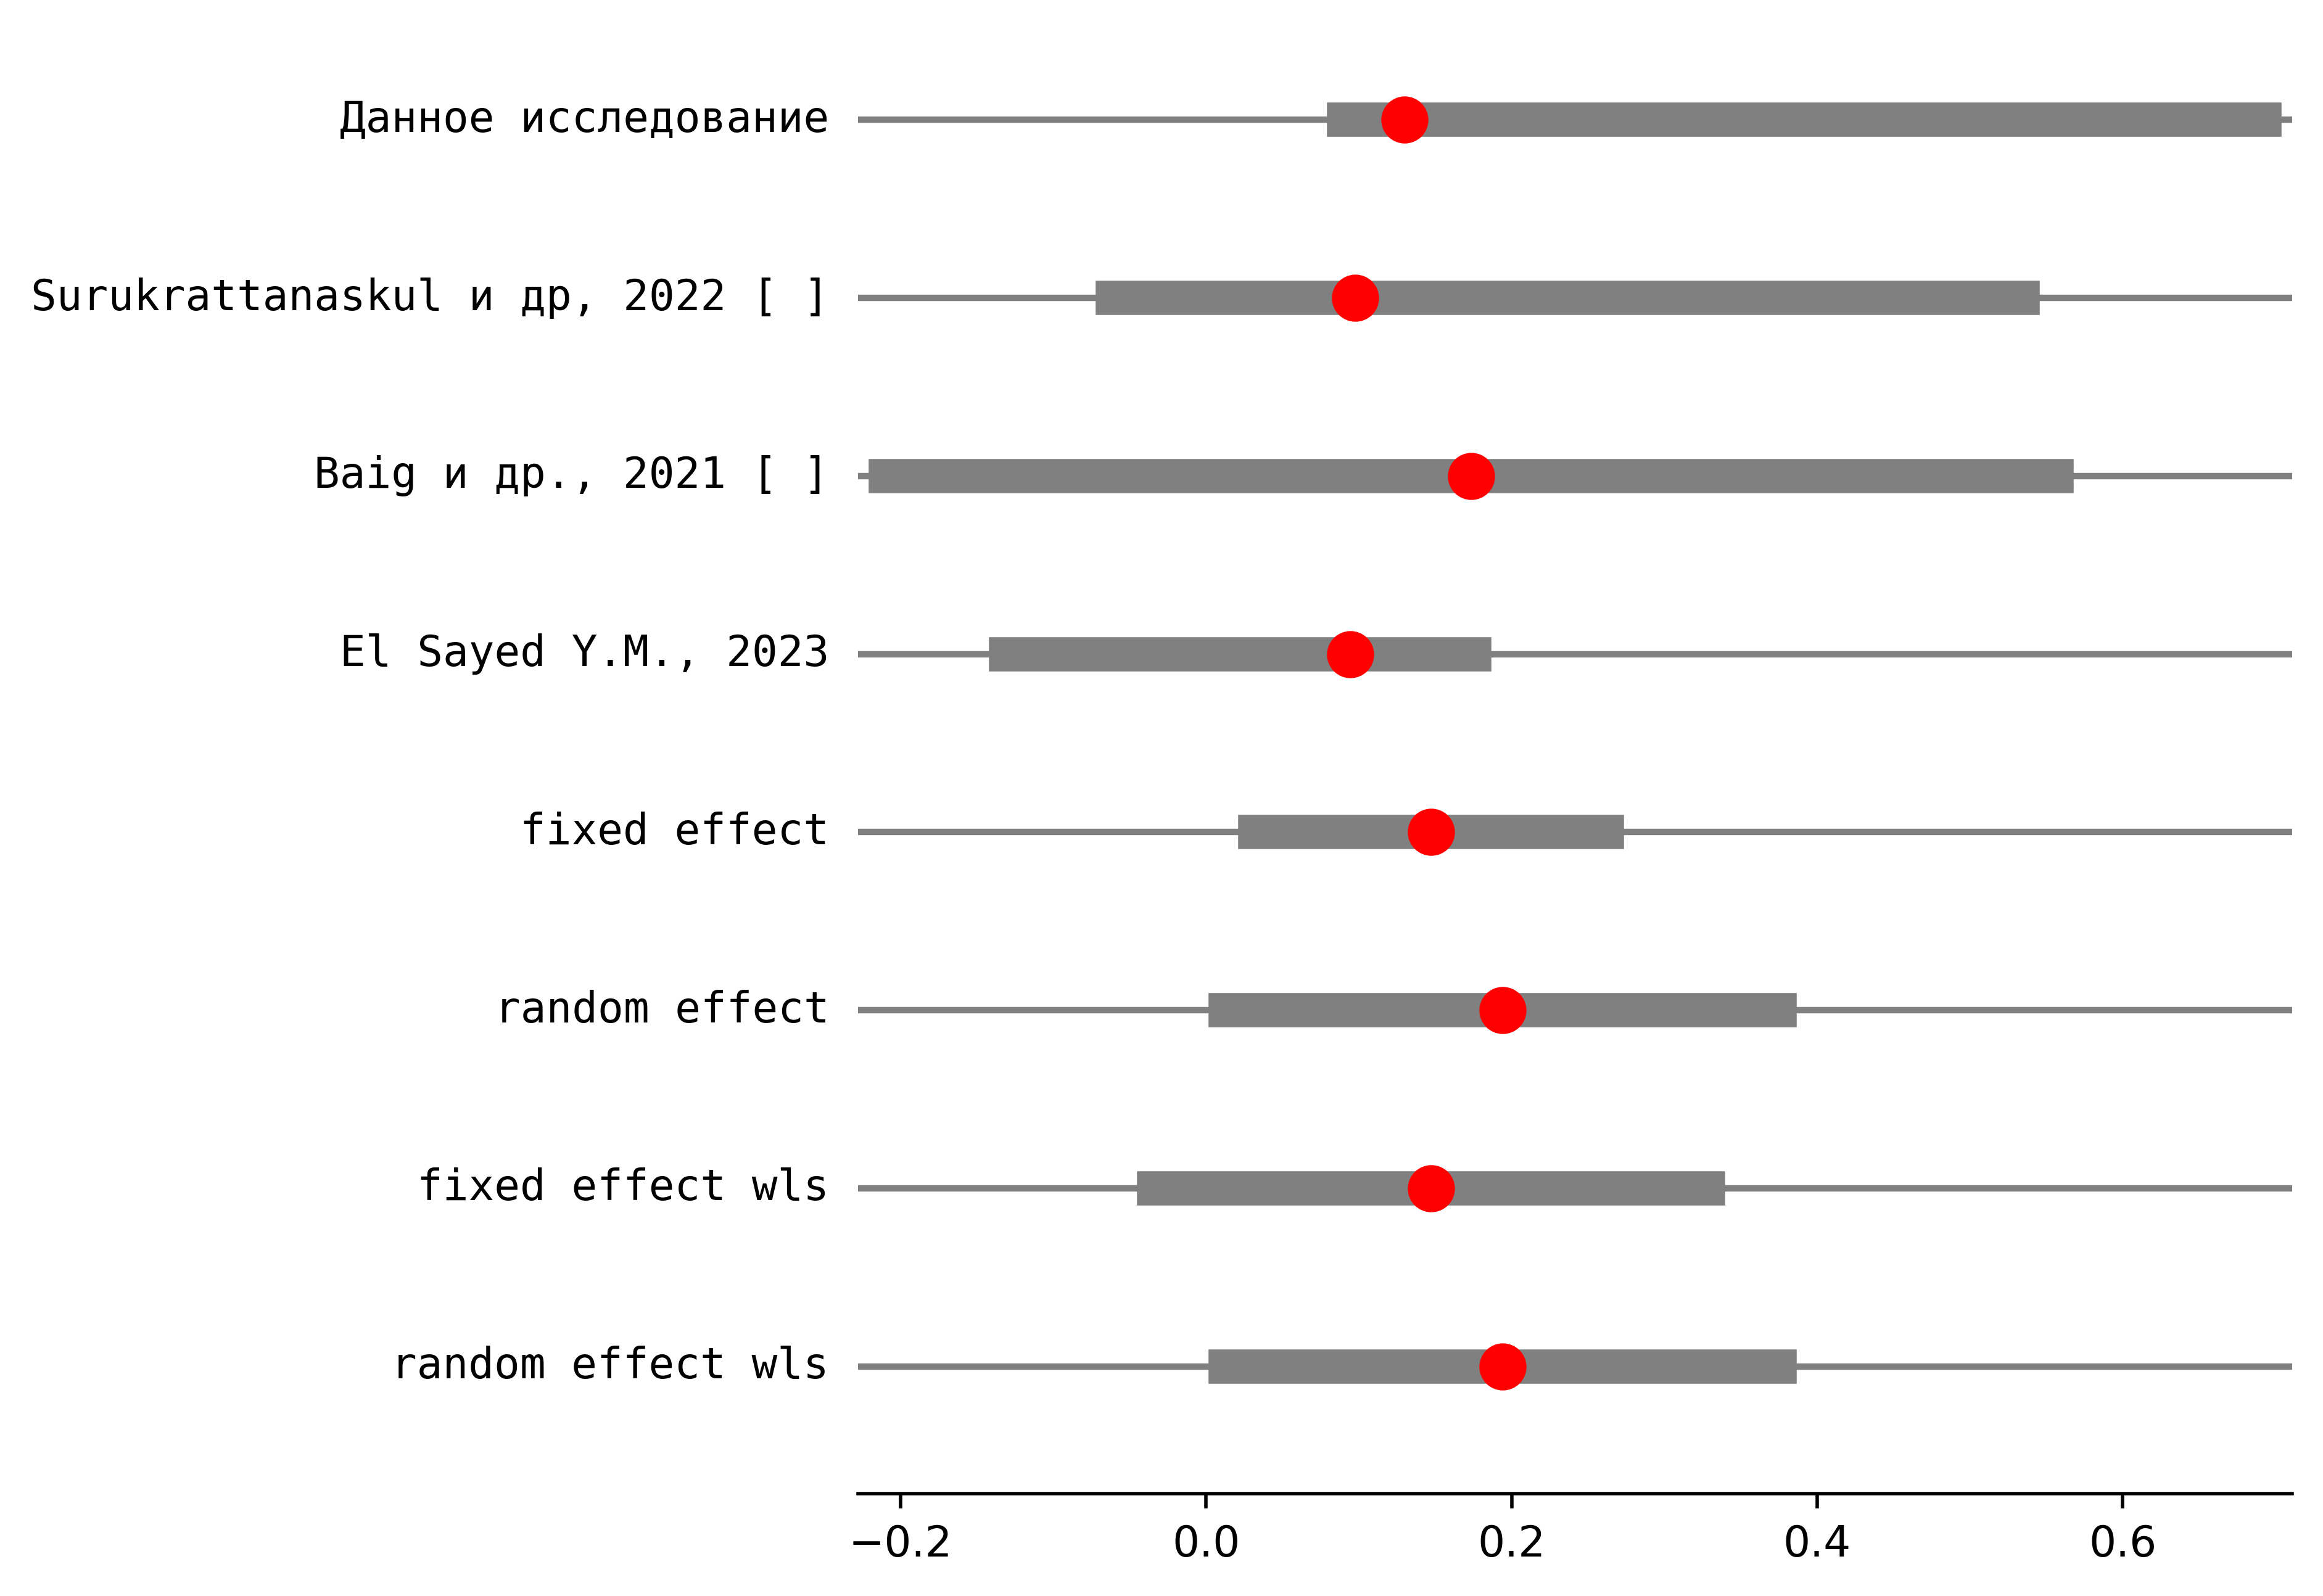 Данное исследование
Surukrattanaskul и др, 2022 [ ]
Baig и др., 2021 [ ]
El Sayed Y.M., 2023
fixed effect
random effect
fixed effect wls
random effect wls
−0.2 0.0 0.2 0.4 0.6